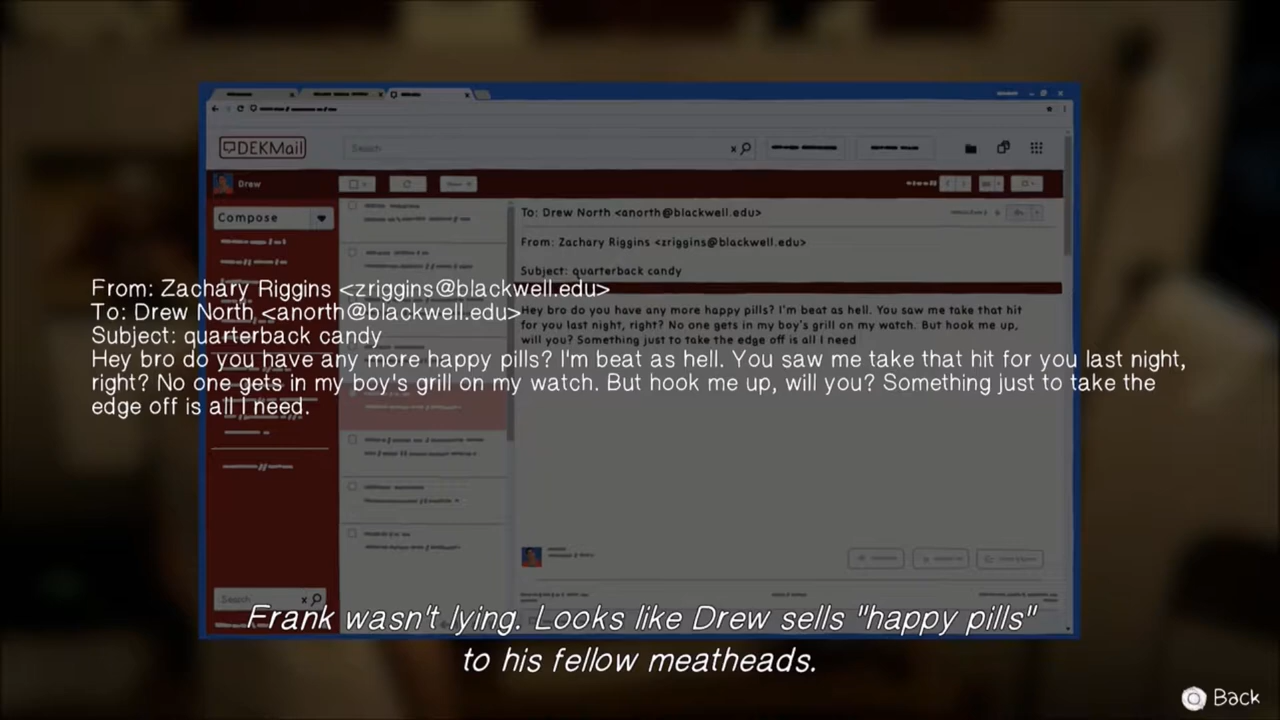 DEKMail
Search
Drew
Compose
To: Drew North <anorth@blackwell.edu>
From: Zachary Riggins <zriggins@blackwell.edu>
Subject: quarterback candy
Hey bro do you have any more happy pills? I'm beat as hell. You saw me take that hit
for you last night, right? No one gets in my boy's grill on my watch. But hook me up,
will you? Something just to take the edge off is all I need
From: Zachary Riggins <zriggins@blackwell.edu>
To: Drew North <anorth@blackwell.edu>
Subject: quarterback candy
Hey bro do you have any more happy pills? I'm beat as hell. You saw me take that hit for you last night,
right? No one gets in my boy's grill on my watch. But hook me up, will you? Something just to take the
edge off is all I need.
Search
Frank wasn't lying. Looks like Drew sells "happy pills"
to his fellow meatheads.
Back